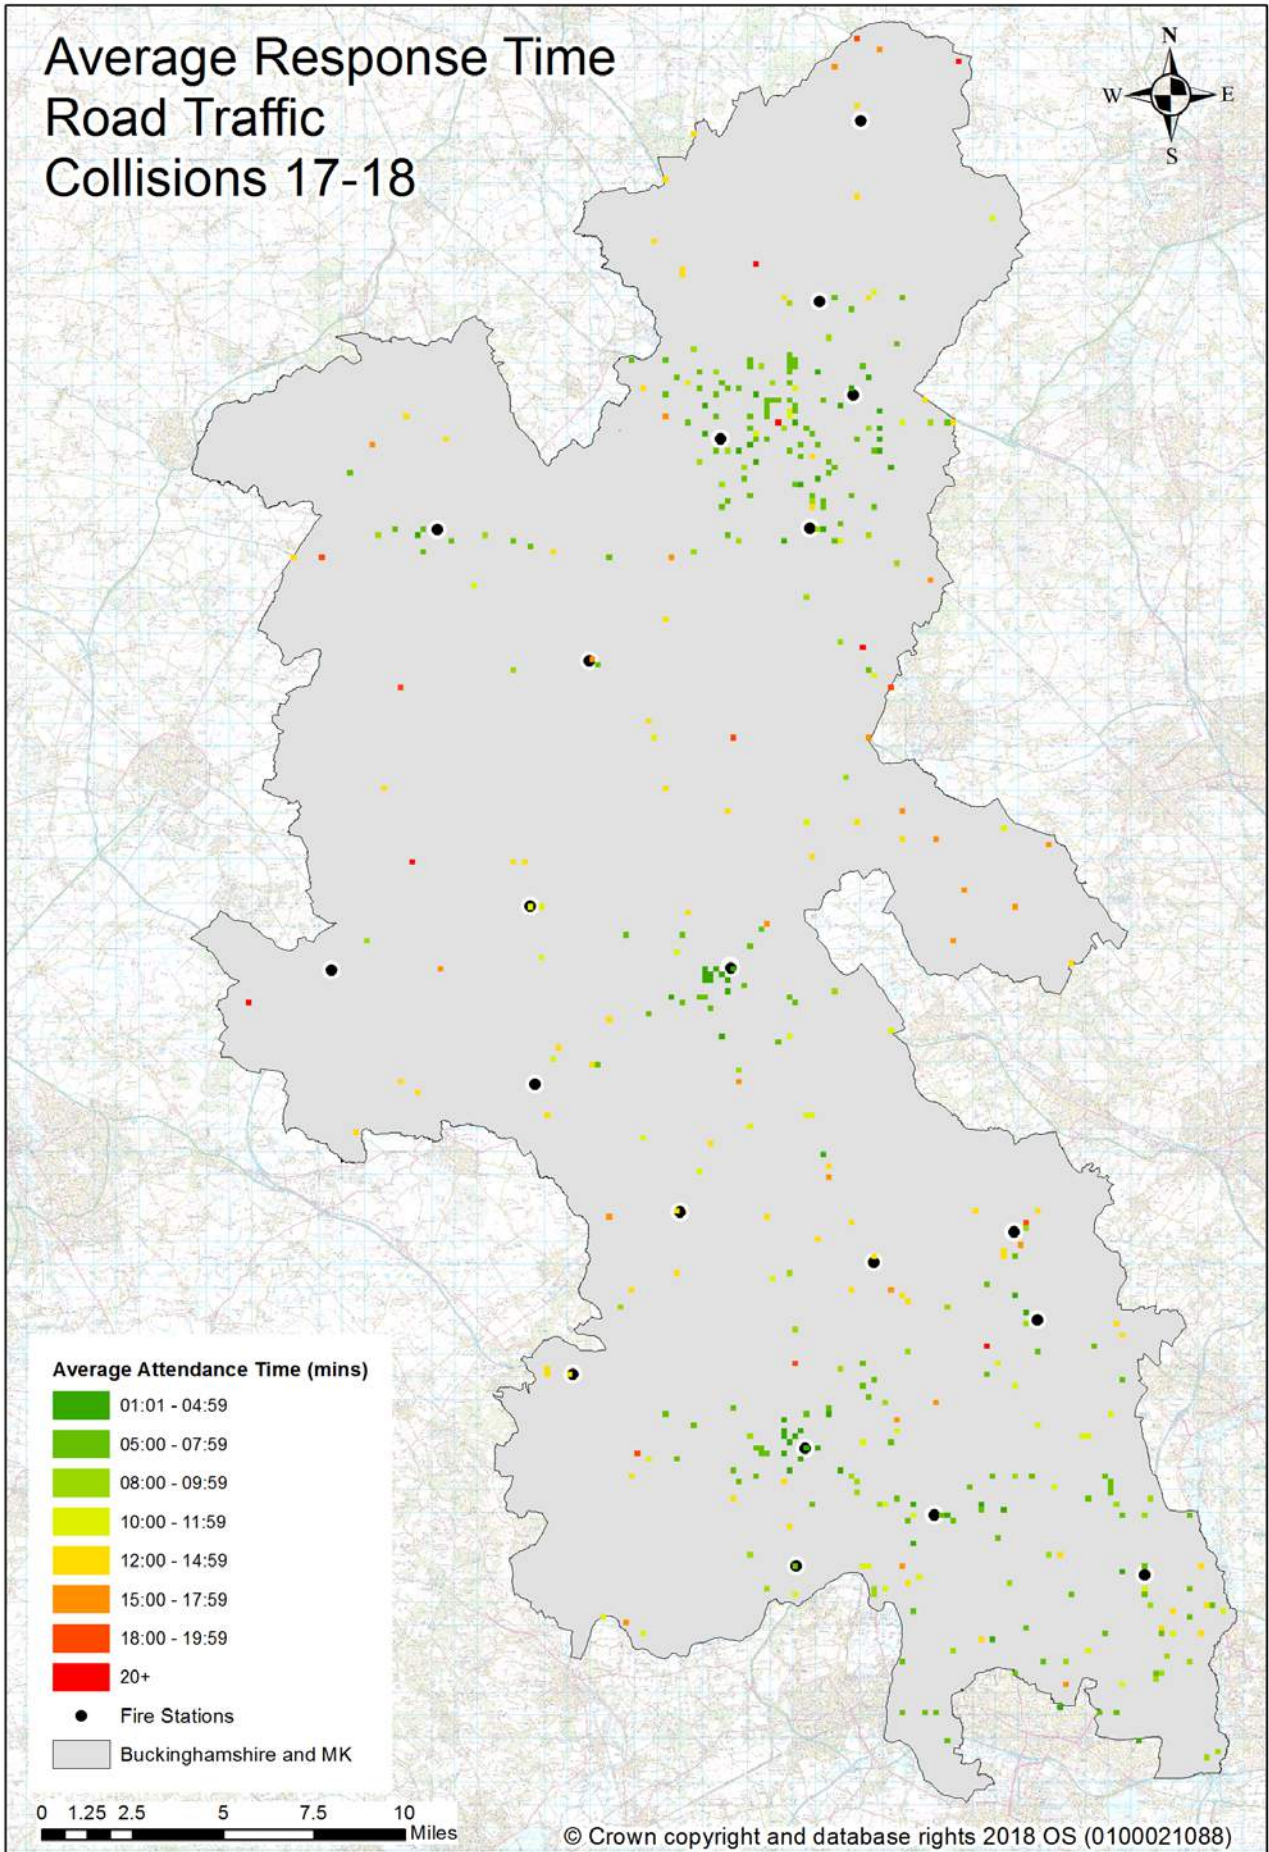 Average Response Time
Road Traffic
Collisions 17-18
N
W E
S
Average Attendance Time (mins)
01:01 - 04:59
05:00 - 07:59
08:00 - 09:59
10:00 - 11:59
12:00 - 14:59
15:00 - 17:59
18:00 - 19:59
20+
Fire Stations
Buckinghamshire and MK
0 1.25 2.5 5 7.5 10
Miles
© Crown copyright and database rights 2018 OS (0100021088)